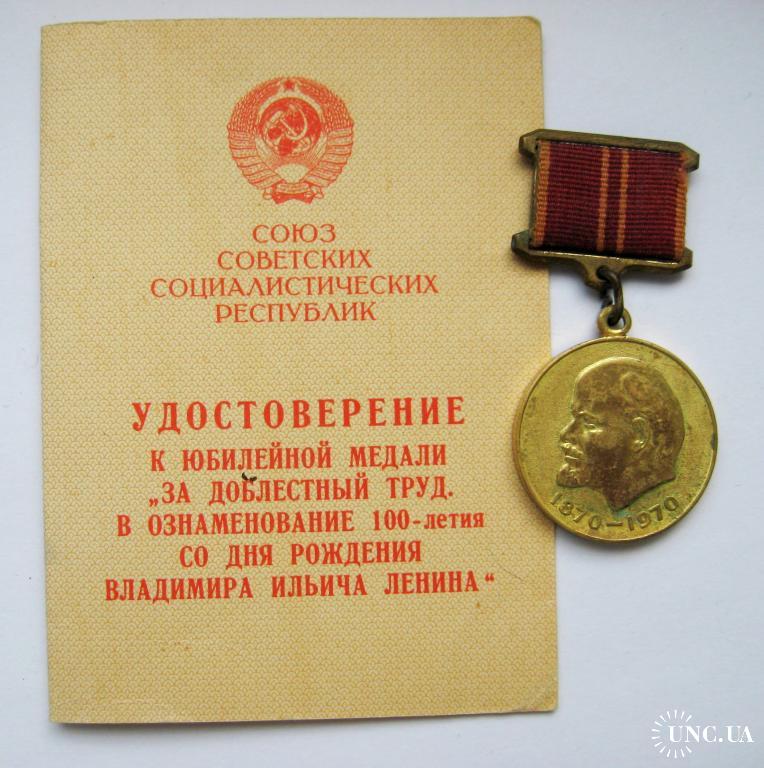 СОЮЗ
СОВЕТСКИХ
СОЦИАЛИСТИЧЕСКИХ
РЕСПУБЛИК
УДОСТОВЕРЕНИЕ
К ЮБИЛЕЙНОЙ МЕДАЛИ
„ЗА ДОБЛЕСТНЫЙ ТРУД.
В ОЗНАМЕНОВАНИЕ 100-летия
СО ДНЯ РОЖДЕНИЯ
ВЛАДИМИРА ИЛЬИЧА ЛЕНИНА“
1870–1970
UNC.UA